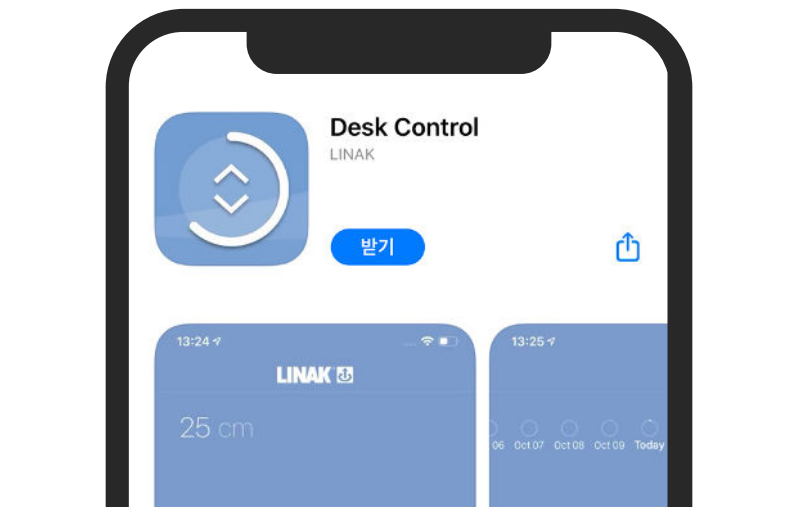 Desk Control
LINAK
받기
13:24
LINAK
25 cm
13:25
06 Oct 07 Oct 08 Oct 09 Today